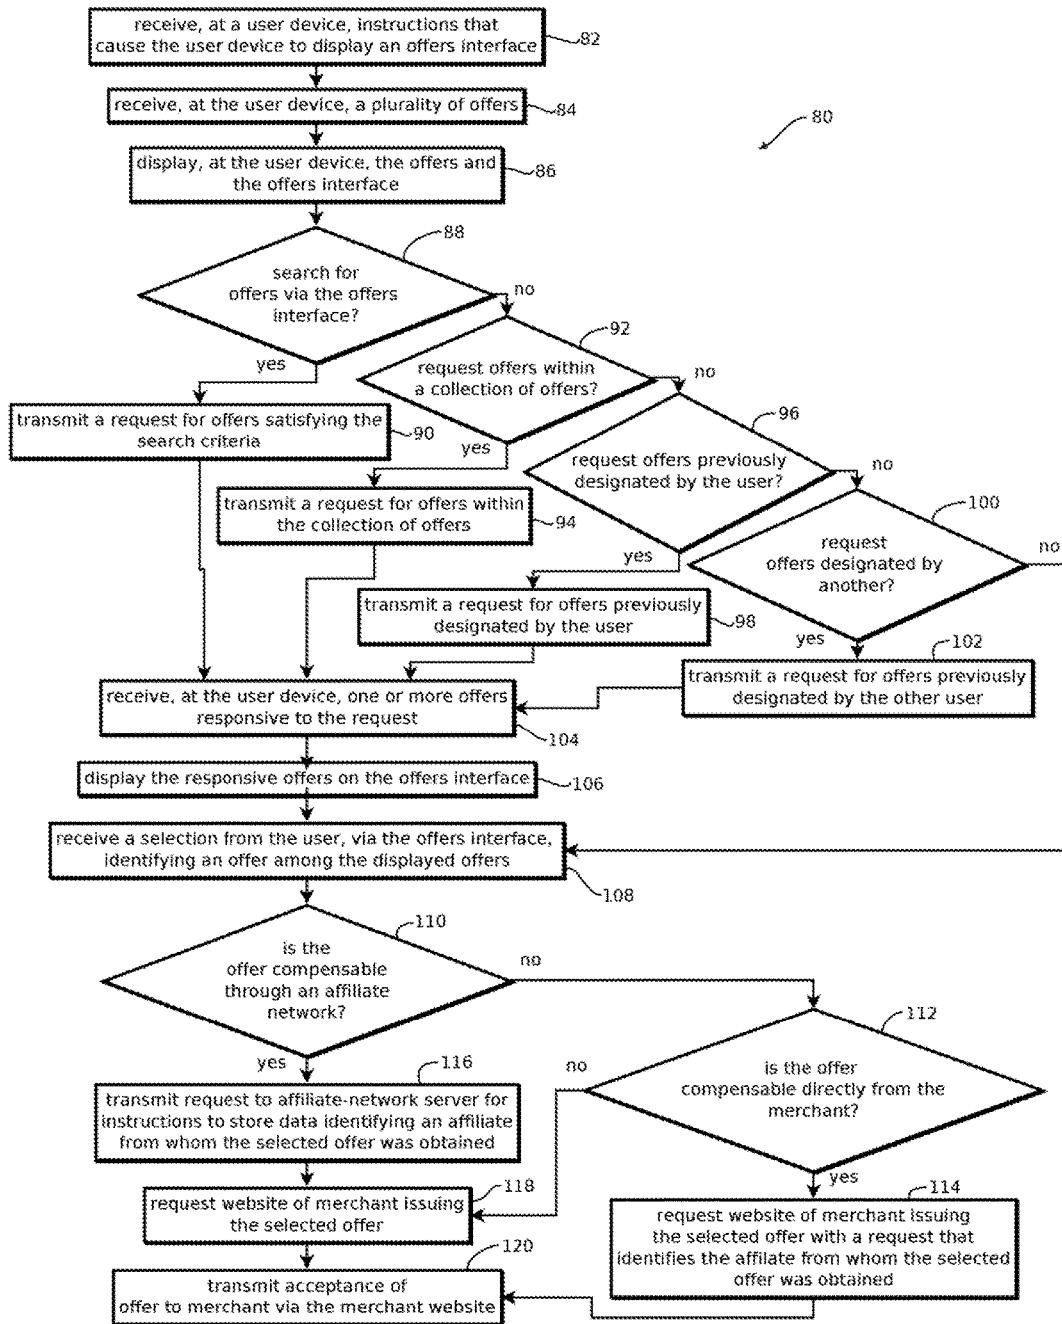 receive, at a user device, instructions that
cause the user device to display an offers interface
82
receive, at the user device, a plurality of offers
84
80
display, at the user device, the offers and
the offers interface
86
88
search for
offers via the offers
interface?
no
yes
92
request offers within
a collection of offers?
no
yes
transmit a request for offers satisfying the
search criteria
90
96
request offers previously
designated by the user?
no
yes
transmit a request for offers within
the collection of offers
94
100
request
offers designated by
another?
no
yes
transmit a request for offers previously
designated by the user
98
102
transmit a request for offers previously
designated by the other user
receive, at the user device, one or more offers
responsive to the request
104
display the responsive offers on the offers interface
106
receive a selection from the user, via the offers interface,
identifying an offer among the displayed offers
108
110
is the
offer compensable
through an affiliate
network?
no
yes
112
is the offer
compensable directly from the
merchant?
no
yes
116
transmit request to affiliate-network server for
instructions to store data identifying an affiliate
from whom the selected offer was obtained
118
request website of merchant issuing
the selected offer
114
request website of merchant issuing
the selected offer with a request that
identifies the affilate from whom the selected
offer was obtained
120
transmit acceptance of
offer to merchant via the merchant website